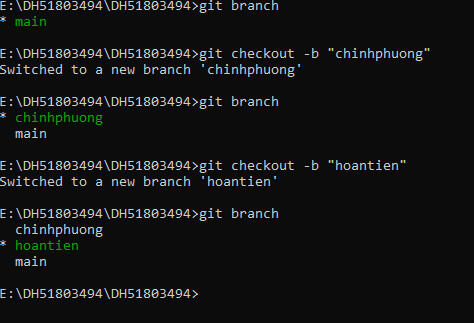 E:\DH51803494\DH51803494>git branch
* main
E:\DH51803494\DH51803494>git checkout -b "chinhphuong"
Switched to a new branch 'chinhphuong'
E:\DH51803494\DH51803494>git branch
* chinhphuong
  main
E:\DH51803494\DH51803494>git checkout -b "hoantien"
Switched to a new branch 'hoantien'
E:\DH51803494\DH51803494>git branch
  chinhphuong
* hoantien
  main
E:\DH51803494\DH51803494>